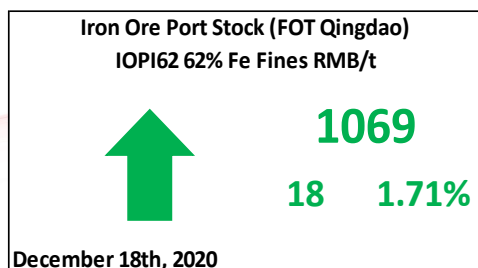 Iron Ore Port Stock (FOT Qingdao)
IOPI62 62% Fe Fines RMB/t
1069
18 1.71%
December 18th, 2020